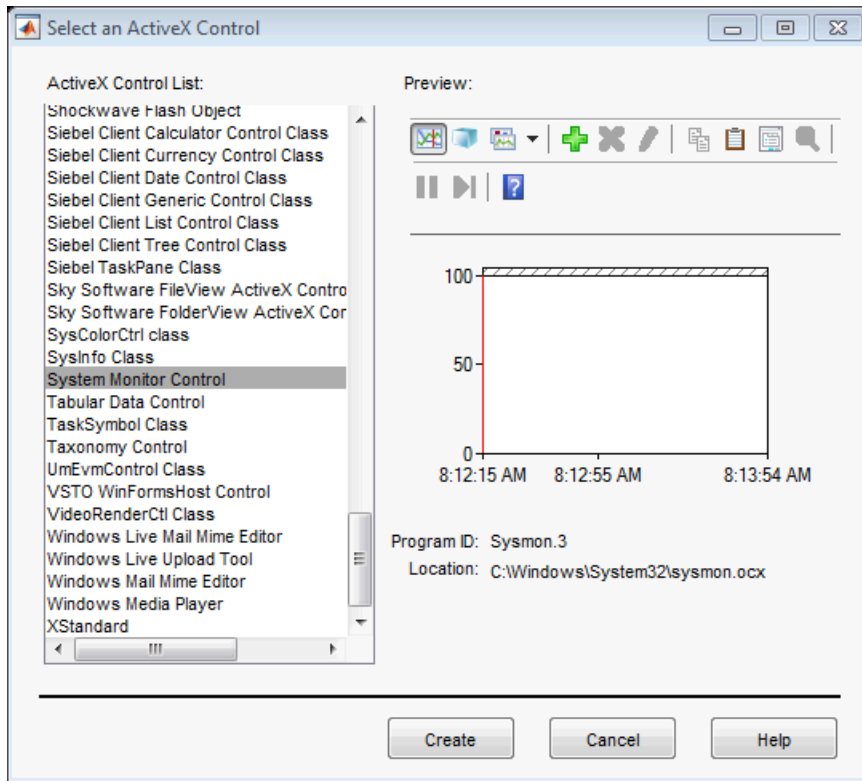 Select an ActiveX Control
ActiveX Control List:
Shockwave Flash Object
Siebel Client Calculator Control Class
Siebel Client Currency Control Class
Siebel Client Date Control Class
Siebel Client Generic Control Class
Siebel Client List Control Class
Siebel Client Tree Control Class
Siebel TaskPane Class
Sky Software FileView ActiveX Contro
Sky Software FolderView ActiveX Cor
SysColorCtrl class
SysInfo Class
System Monitor Control
Tabular Data Control
TaskSymbol Class
Taxonomy Control
UmEvmControl Class
VSTO WinFormsHost Control
VideoRenderCtl Class
Windows Live Mail Mime Editor
Windows Live Upload Tool
Windows Mail Mime Editor
Windows Media Player
XStandard
Preview:
100
50
0
8:12:15 AM 8:12:55 AM 8:13:54 AM
Program ID: Sysmon.3
Location: C:\Windows\System32\sysmon.ocx
Create Cancel Help